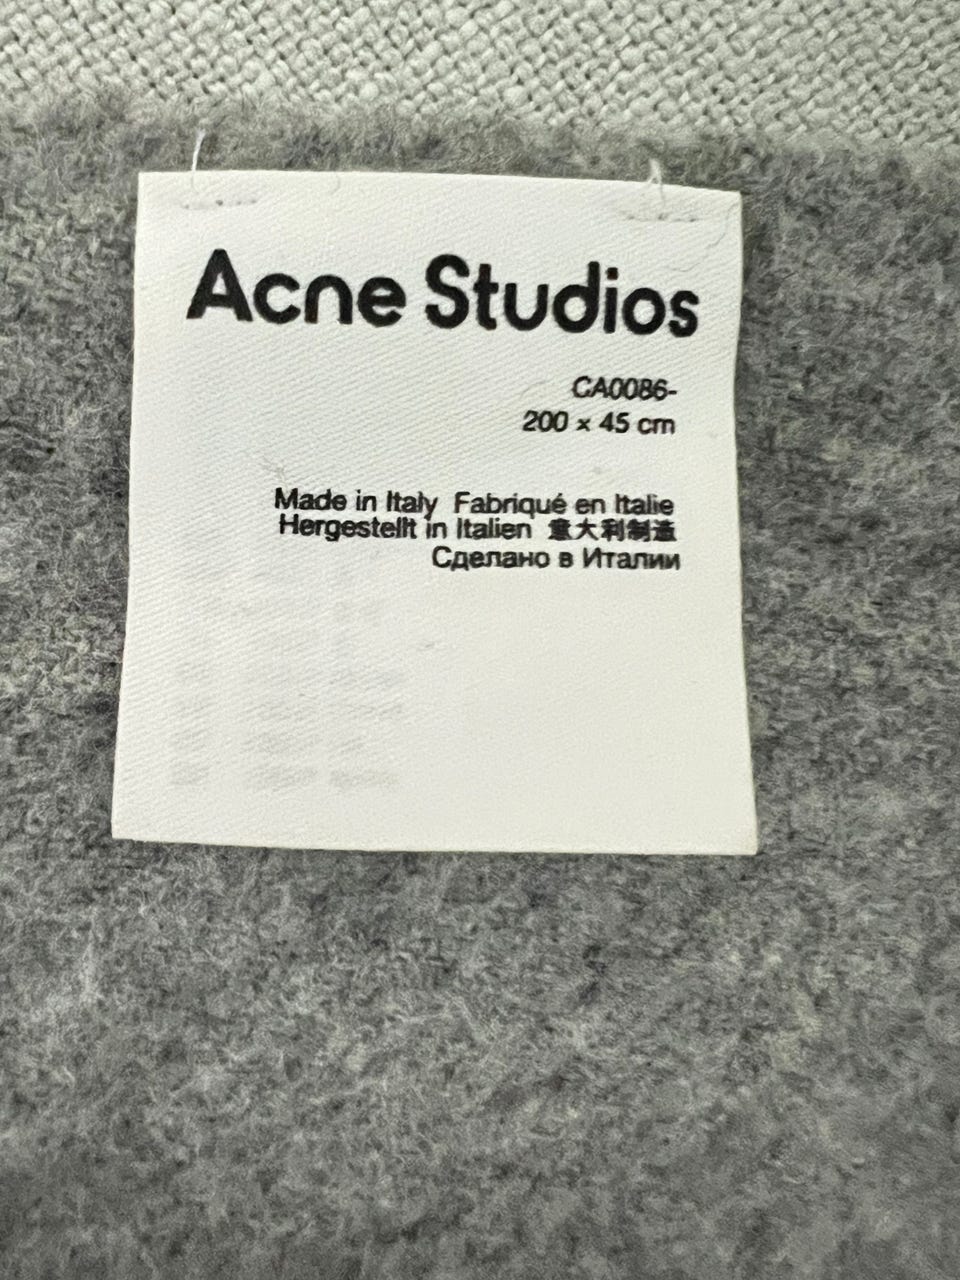 Acne Studios
CA0086-
200 x 45 cm
Made in Italy Fabriqué en Italie
Hergestellt in Italien 意大利制造
Сделано в Италии